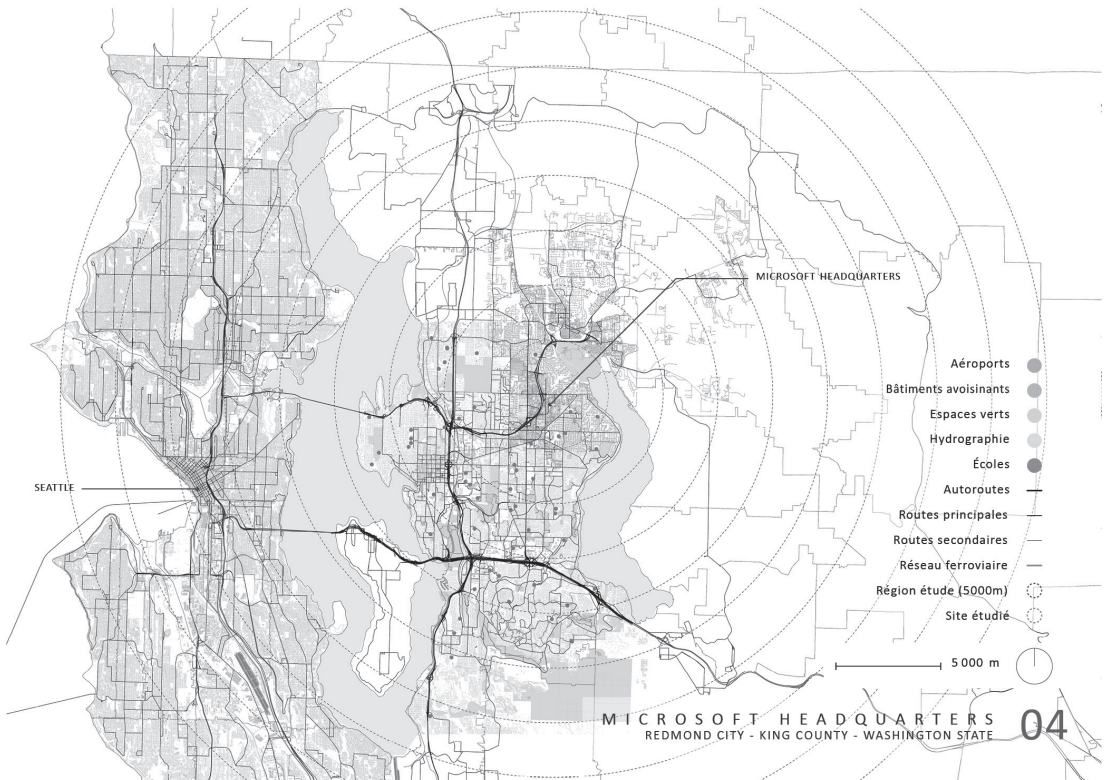 MICROSOFT HEADQUARTERS
SEATTLE
Aéroports
Bâtiments avoisinants
Espaces verts
Hydrographie
Écoles
Autoroutes
Routes principales
Routes secondaires
Réseau ferroviaire
Région étude (5000m)
Site étudié
5 000 m
MICROSOFT HEADQUARTERS
REDMOND CITY - KING COUNTY - WASHINGTON STATE
04